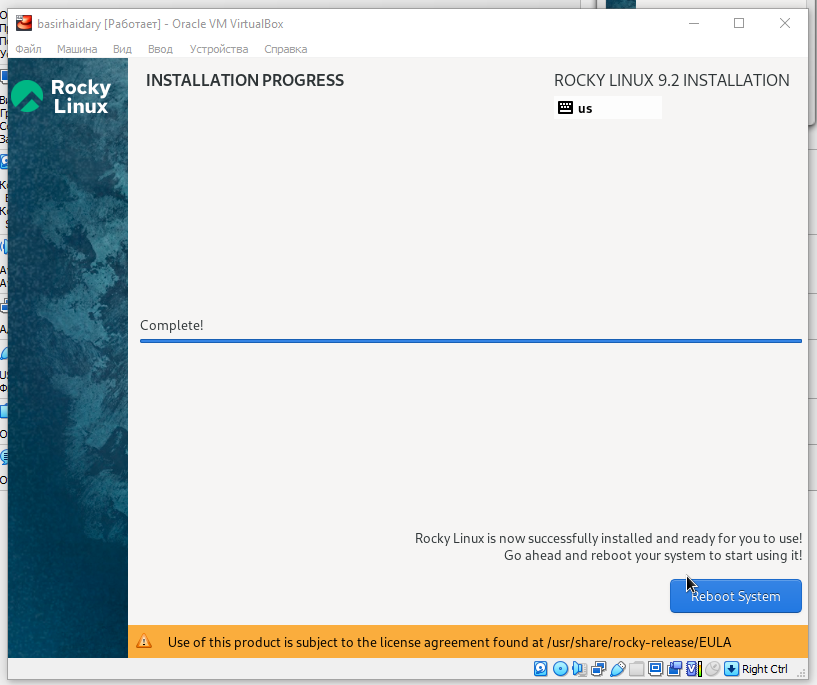 basirhaidary [Работает] - Oracle VM VirtualBox
Файл Машина Вид Ввод Устройства Справка
Rocky
Linux
INSTALLATION PROGRESS
ROCKY LINUX 9.2 INSTALLATION
us
Complete!
Rocky Linux is now successfully installed and ready for you to use!
Go ahead and reboot your system to start using it!
Reboot System
Use of this product is subject to the license agreement found at /usr/share/rocky-release/EULA
Right Ctrl